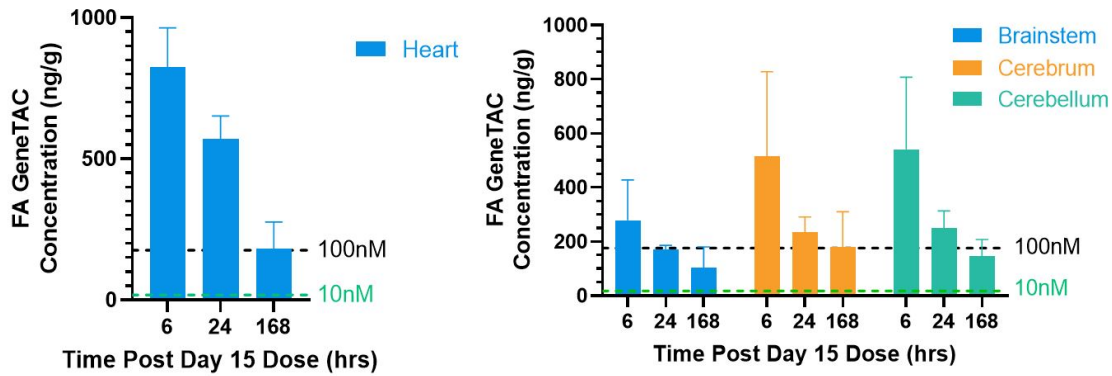 FA GeneTAC
Concentration (ng/g)
1000
500
0
Heart
100nM
10nM
6 24 168
Time Post Day 15 Dose (hrs)
FA GeneTAC
Concentration (ng/g)
1000
800
600
400
200
0
Brainstem
Cerebrum
Cerebellum
100nM
10nM
6 24 168 6 24 168 6 24 168
Time Post Day 15 Dose (hrs)